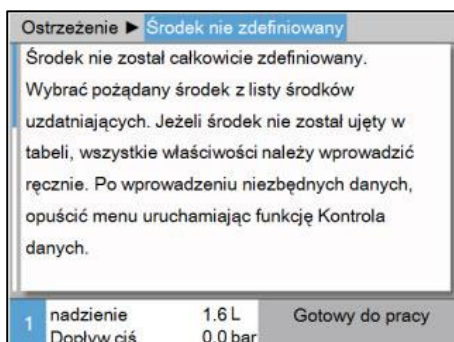 Ostrzeżenie ► Środek nie zdefiniowany
Środek nie został całkowicie zdefiniowany.
Wybrać pożądany środek z listy środków
uzdatniających. Jeżeli środek nie został ujęty w
tabeli, wszystkie właściwości należy wprowadzić
ręcznie. Po wprowadzeniu niezbędnych danych,
opuścić menu uruchamiając funkcję Kontrola
danych.
1 nadzienie 1.6 L Gotowy do pracy
Dopływ ciś. 0.0 bar